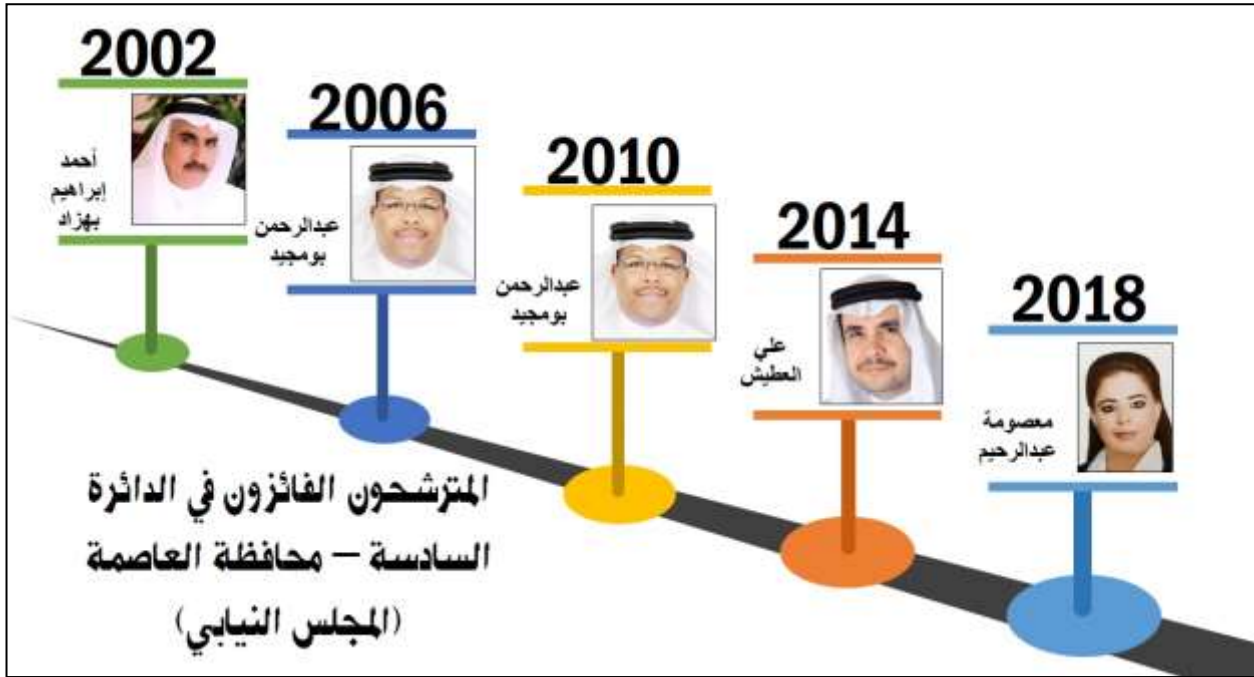 2002
أحمد
إبراهيم
بهزاد
2006
عبدالرحمن
بومجيد
2010
عبدالرحمن
بومجيد
2014
علي
العطيش
2018
معصومة
عبدالرحيم
المترشحون الفائزون في الدائرة
السادسة – محافظة العاصمة
(المجلس النيابي)